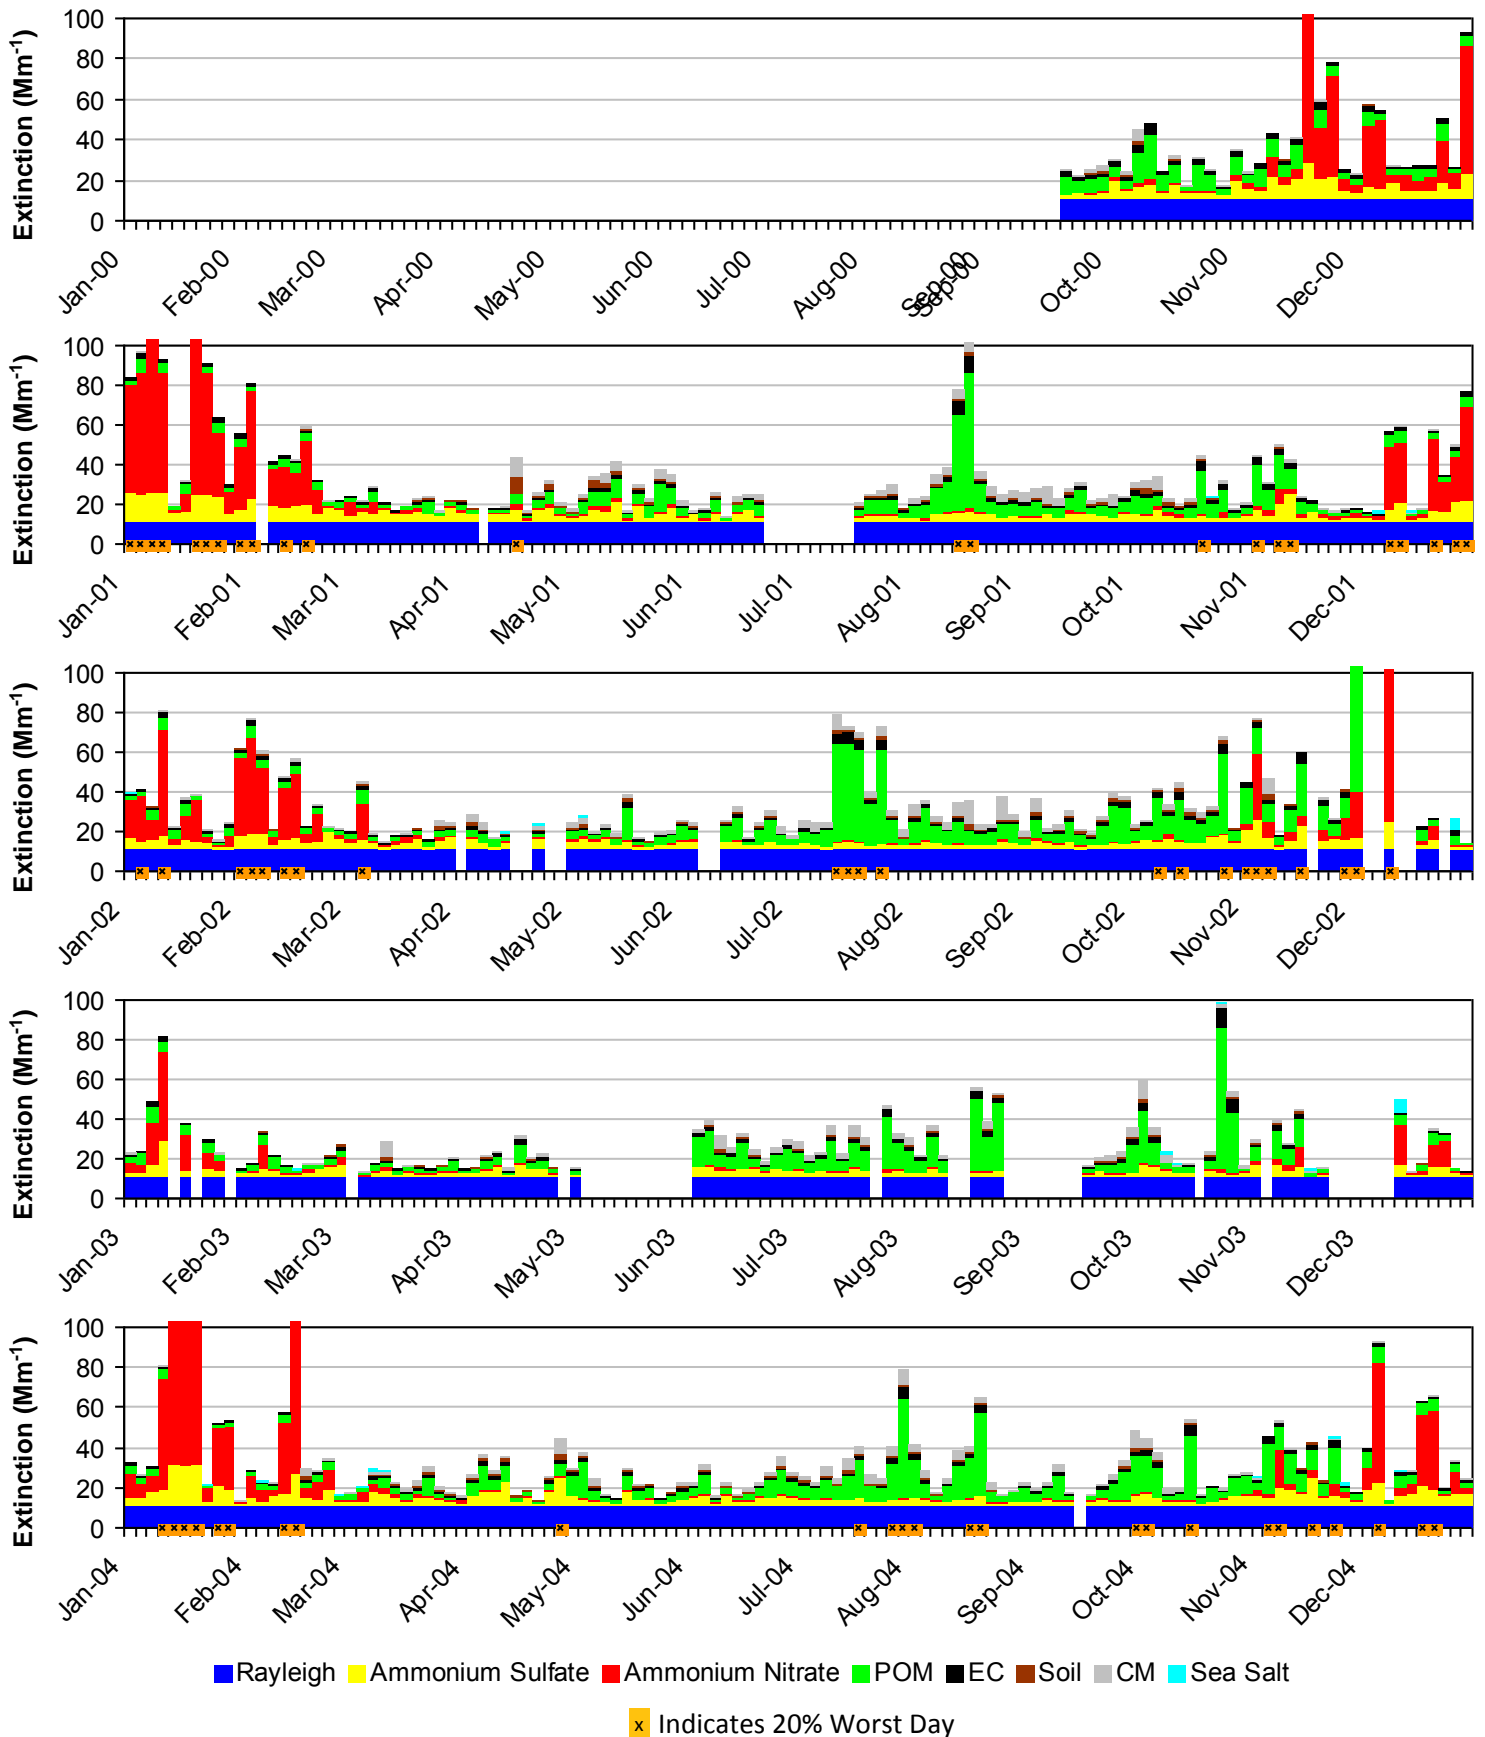 Extinction (Mm-1)
100
80
60
40
20
0
Jan-00 Feb-00 Mar-00 Apr-00 May-00 Jun-00 Jul-00 Aug-00 Sep-00 Sep-00 Oct-00 Nov-00 Dec-00
Extinction (Mm-1)
100
80
60
40
20
0
Jan-01 Feb-01 Mar-01 Apr-01 May-01 Jun-01 Jul-01 Aug-01 Sep-01 Oct-01 Nov-01 Dec-01
Extinction (Mm-1)
100
80
60
40
20
0
Jan-02 Feb-02 Mar-02 Apr-02 May-02 Jun-02 Jul-02 Aug-02 Sep-02 Oct-02 Nov-02 Dec-02
Extinction (Mm-1)
100
80
60
40
20
0
Jan-03 Feb-03 Mar-03 Apr-03 May-03 Jun-03 Jul-03 Aug-03 Sep-03 Oct-03 Nov-03 Dec-03
Extinction (Mm-1)
100
80
60
40
20
0
Jan-04 Feb-04 Mar-04 Apr-04 May-04 Jun-04 Jul-04 Aug-04 Sep-04 Oct-04 Nov-04 Dec-04
Rayleigh Ammonium Sulfate Ammonium Nitrate POM EC Soil CM Sea Salt
x Indicates 20% Worst Day